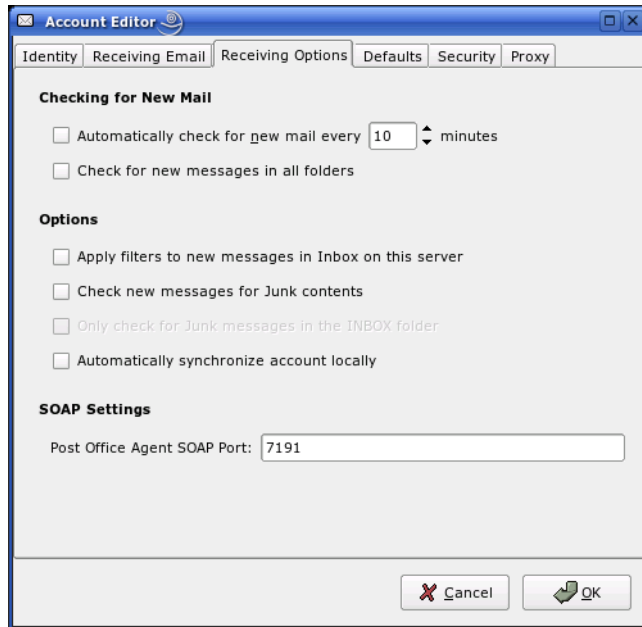 Account Editor
Identity Receiving Email Receiving Options Defaults Security Proxy
Checking for New Mail
Automatically check for new mail every 10 minutes
Check for new messages in all folders
Options
Apply filters to new messages in Inbox on this server
Check new messages for Junk contents
Only check for Junk messages in the INBOX folder
Automatically synchronize account locally
SOAP Settings
Post Office Agent SOAP Port: 7191
Cancel OK